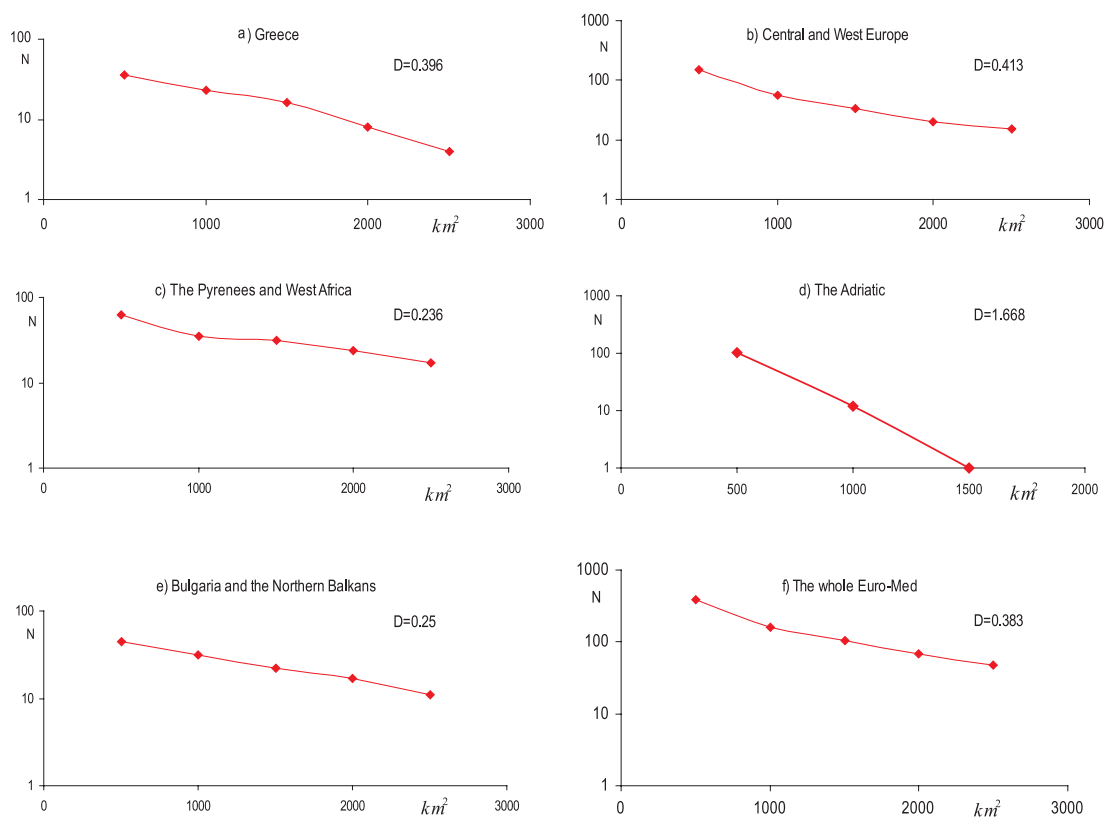 a) Greece
100
N
D=0.396
10
1
0
1000
2000
3000
km²
b) Central and West Europe
1000
N
D=0.413
100
10
1
0
1000
2000
3000
km²
c) The Pyrenees and West Africa
100
N
D=0.236
10
1
0
1000
2000
3000
km²
d) The Adriatic
1000
N
D=1.668
100
10
1
0
500
1000
1500
2000
km²
e) Bulgaria and the Northern Balkans
100
N
D=0.25
10
1
0
1000
2000
3000
km²
f) The whole Euro-Med
1000
N
D=0.383
100
10
1
0
1000
2000
3000
km²